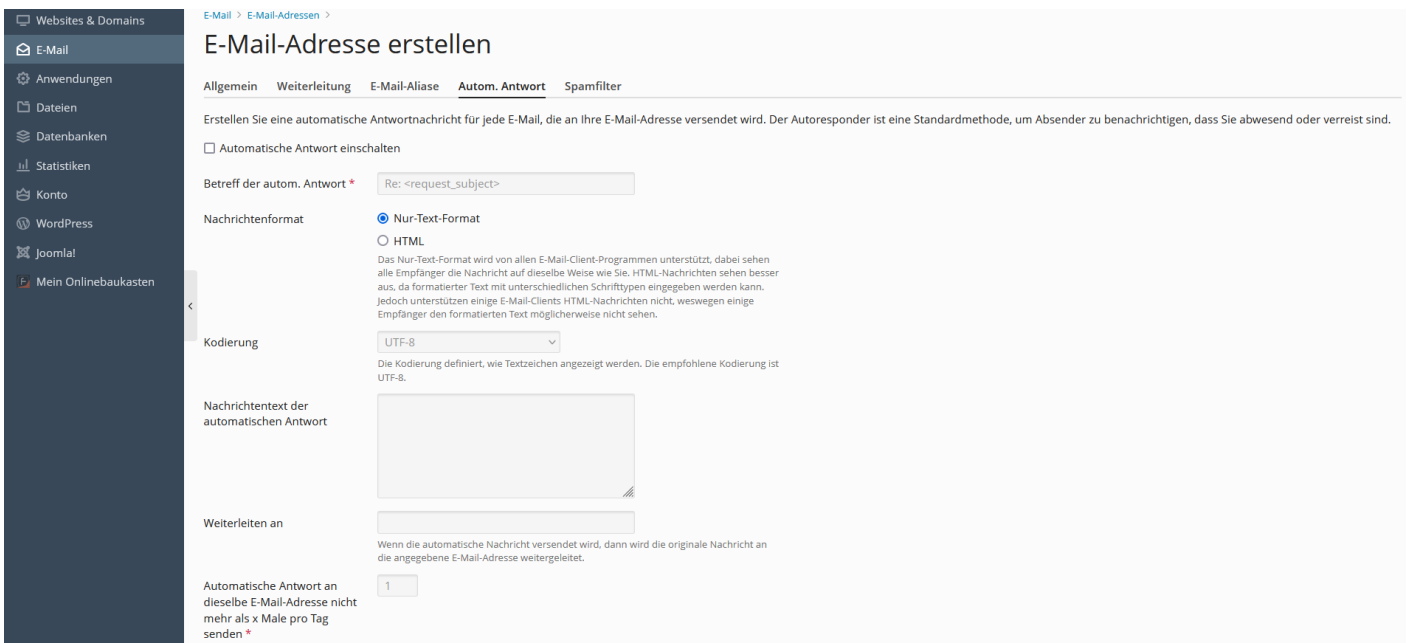 Websites & Domains
E-Mail
Anwendungen
Dateien
Datenbanken
Statistiken
Konto
WordPress
Joomla!
Mein Onlinebaukasten
E-Mail > E-Mail-Adressen >
E-Mail-Adresse erstellen
Allgemein Weiterleitung E-Mail-Aliase Autom. Antwort Spamfilter
Erstellen Sie eine automatische Antwortnachricht für jede E-Mail, die an Ihre E-Mail-Adresse versendet wird. Der Autoresponder ist eine Standardmethode, um Absender zu benachrichtigen, dass Sie abwesend oder verreist sind.
Automatische Antwort einschalten
Betreff der autom. Antwort * Re: <request_subject>
Nachrichtenformat Nur-Text-Format
HTML
Das Nur-Text-Format wird von allen E-Mail-Client-Programmen unterstützt, dabei sehen
alle Empfänger die Nachricht auf dieselbe Weise wie Sie. HTML-Nachrichten sehen besser
aus, da formatierter Text mit unterschiedlichen Schrifttypen eingegeben werden kann.
Jedoch unterstützen einige E-Mail-Clients HTML-Nachrichten nicht, weswegen einige
Empfänger den formatierten Text möglicherweise nicht sehen.
Kodierung UTF-8
Die Kodierung definiert, wie Textzeichen angezeigt werden. Die empfohlene Kodierung ist
UTF-8.
Nachrichtentext der
automatischen Antwort
Weiterleiten an
Wenn die automatische Nachricht versendet wird, dann wird die originale Nachricht an
die angegebene E-Mail-Adresse weitergeleitet.
Automatische Antwort an 1
dieselbe E-Mail-Adresse nicht
mehr als x Male pro Tag
senden *